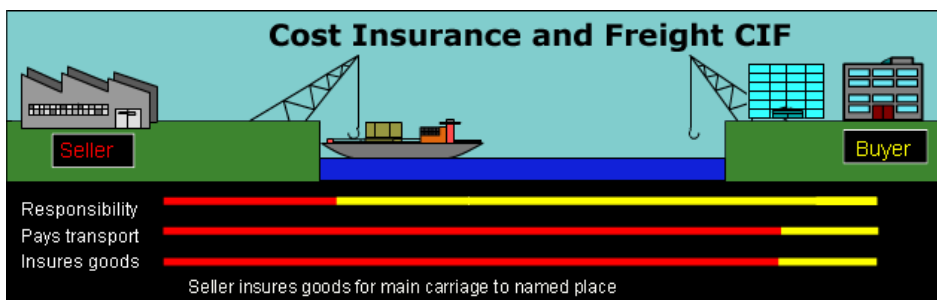 Cost Insurance and Freight CIF
Seller
Buyer
Responsibility
Pays transport
Insures goods
Seller insures goods for main carriage to named place